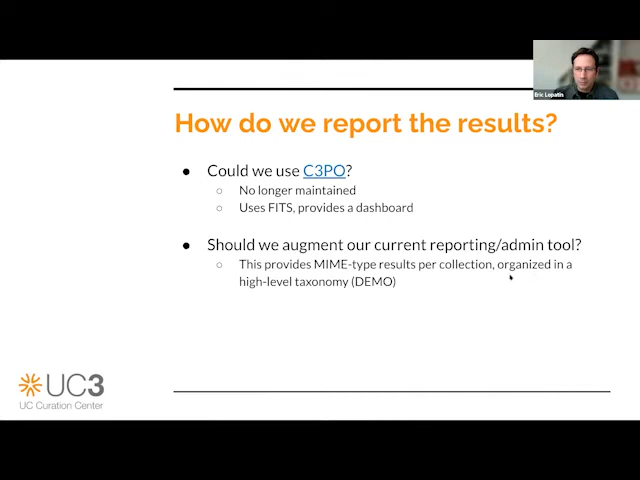 Eric Lopatin
How do we report the results?
● Could we use C3PO?
○ No longer maintained
○ Uses FITS, provides a dashboard
● Should we augment our current reporting/admin tool?
○ This provides MIME-type results per collection, organized in a
high-level taxonomy (DEMO)
UC3
UC Curation Center